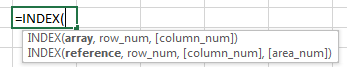 =INDEX(
INDEX(array, row_num, [column_num])
INDEX(reference, row_num, [column_num], [area_num])